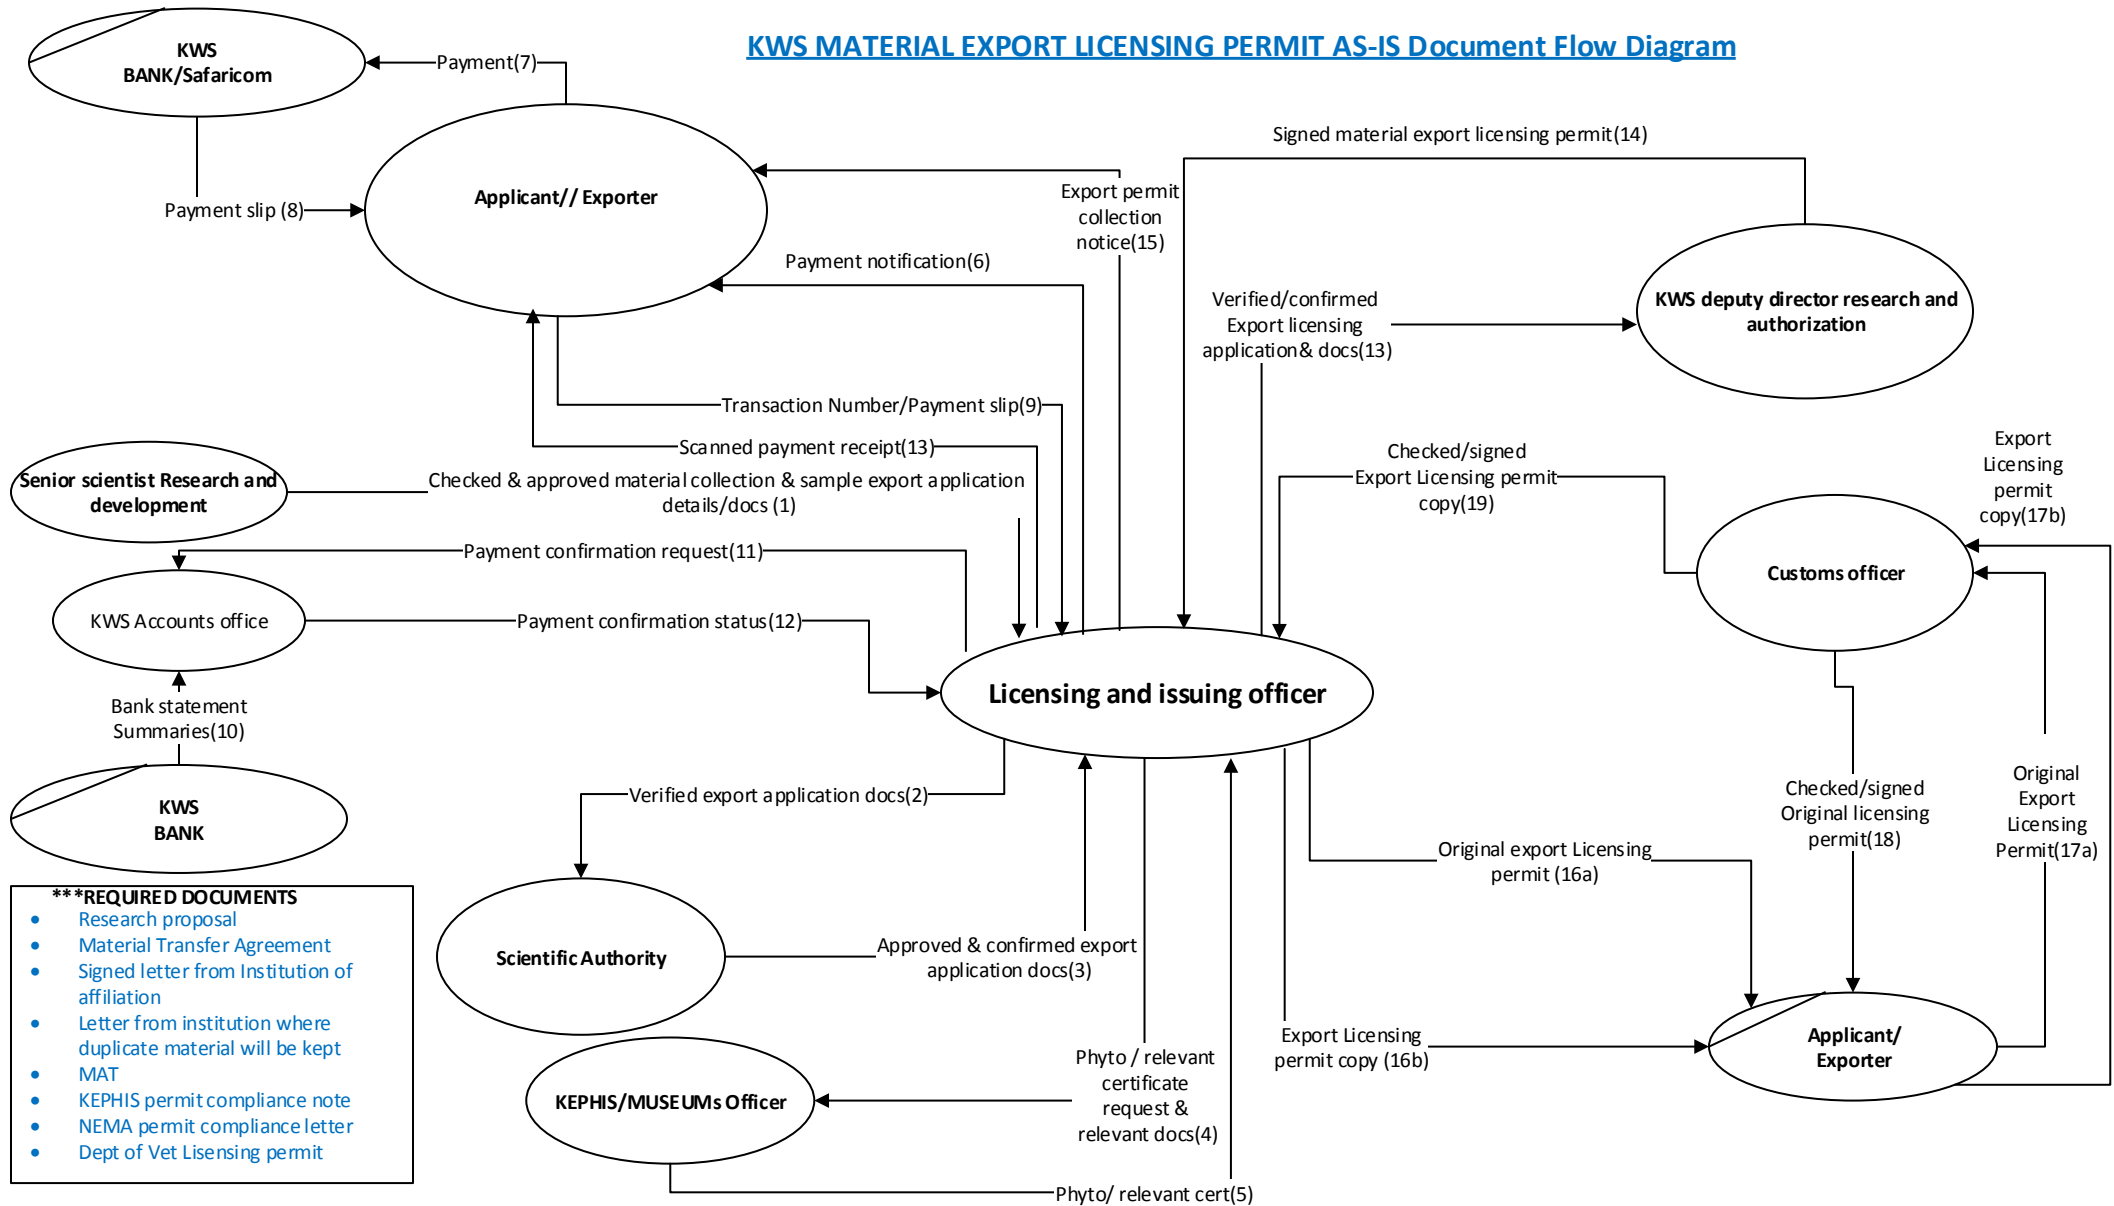 KWS MATERIAL EXPORT LICENSING PERMIT AS-IS Document Flow Diagram
KWS
BANK/Safaricom
Payment(7)
Payment slip (8)
Applicant// Exporter
Signed material export licensing permit(14)
Export permit
collection
notice(15)
Payment notification(6)
Verified/confirmed
Export licensing
application& docs(13)
KWS deputy director research and
authorization
Transaction Number/Payment slip(9)
Scanned payment receipt(13)
Senior scientist Research and
development
Checked & approved material collection & sample export application
details/docs (1)
Checked/signed
Export Licensing permit
copy(19)
Export
Licensing
permit
copy(17b)
Payment confirmation request(11)
KWS Accounts office
Payment confirmation status(12)
Customs officer
Licensing and issuing officer
Bank statement
Summaries(10)
KWS
BANK
Verified export application docs(2)
Checked/signed
Original licensing
permit(18)
Original
Export
Licensing
Permit(17a)
Original export Licensing
permit (16a)
***REQUIRED DOCUMENTS
• Research proposal
• Material Transfer Agreement
• Signed letter from Institution of
affiliation
• Letter from institution where
duplicate material will be kept
• MAT
• KEPHIS permit compliance note
• NEMA permit compliance letter
• Dept of Vet Lisensing permit
Scientific Authority
Approved & confirmed export
application docs(3)
Export Licensing
permit copy (16b)
Applicant/
Exporter
KEPHIS/MUSEUMs Officer
Phyto / relevant
certificate
request &
relevant docs(4)
Phyto/ relevant cert(5)